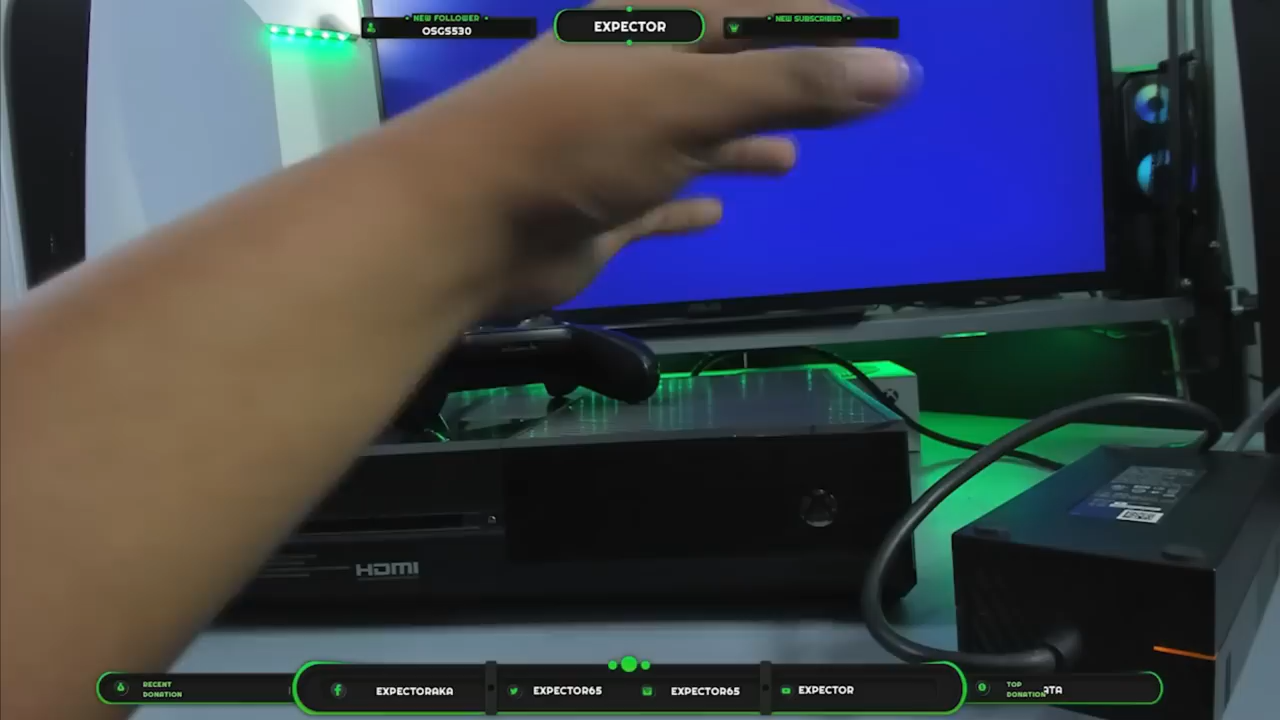 NEW FOLLOWER
OSGS530
EXPECTOR
NEW SUBSCRIBER
HDMI
RECENT
DONATION
EXPECTORAKA
EXPECTOR65
EXPECTOR65
EXPECTOR
TOP
DONATION